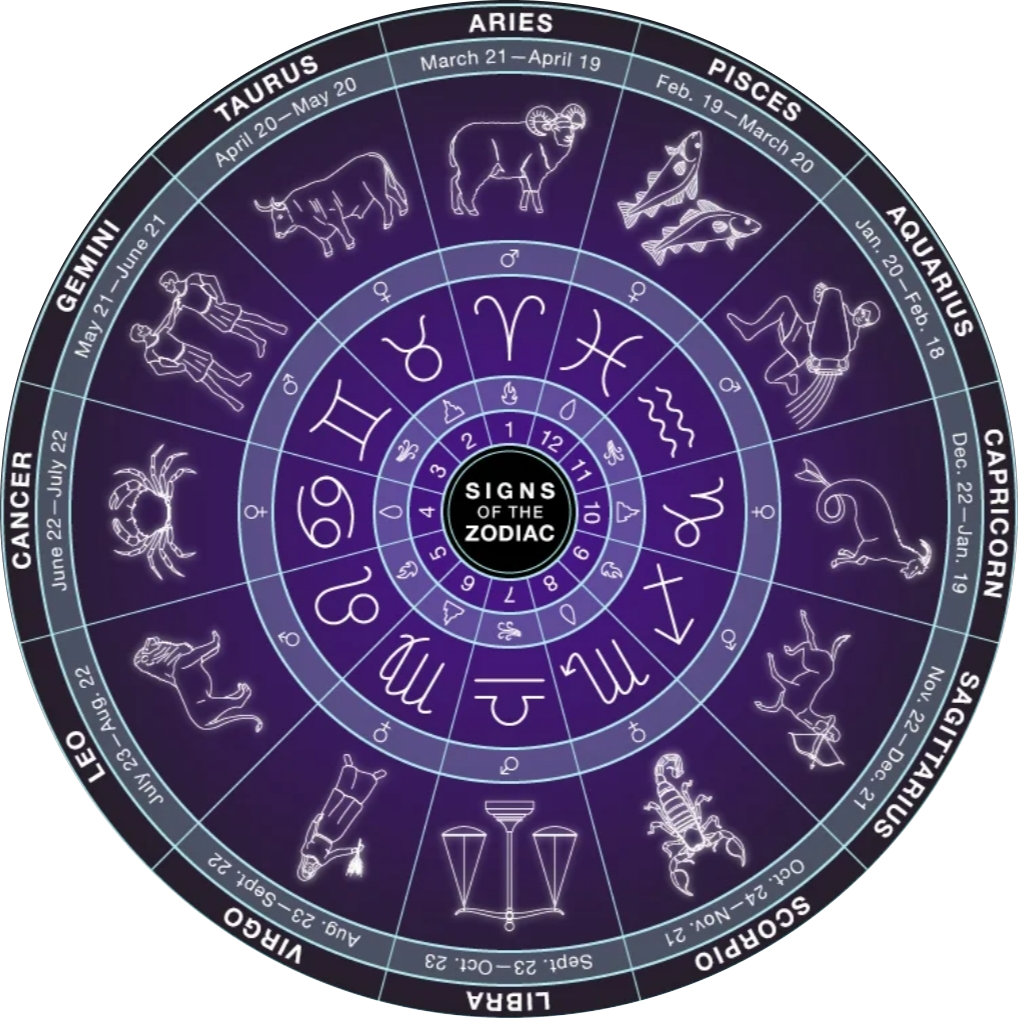 ARIES
March 21—April 19
PISCES
Feb. 19—March 20
AQUARIUS
Jan. 20—Feb. 18
CAPRICORN
Dec. 22—Jan. 19
SAGITTARIUS
Nov. 22—Dec. 21
SCORPIO
Oct. 24—Nov. 21
LIBRA
Sept. 23—Oct. 23
VIRGO
Aug. 23—Sept. 22
LEO
July 23—Aug. 22
CANCER
June 22—July 22
GEMINI
May 21—June 21
TAURUS
April 20—May 20
♂
♀
♂
♀
♂
♀
♂
♀
♂
♀
♂
♀
♈
♓
♒
♑
♐
♏
♎
♍
♌
♋
♊
♉
1
12
11
10
9
8
7
6
5
4
3
2
SIGNS
OF THE
ZODIAC